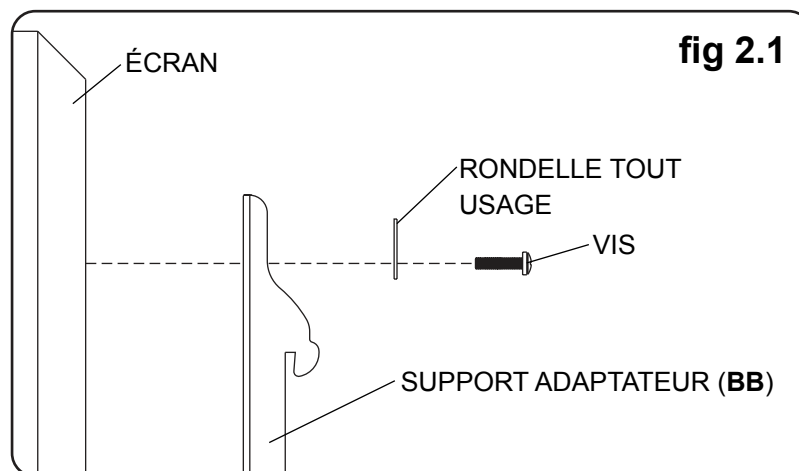 fig 2.1
ÉCRAN
RONDELLE TOUT
USAGE
VIS
SUPPORT ADAPTATEUR (BB)